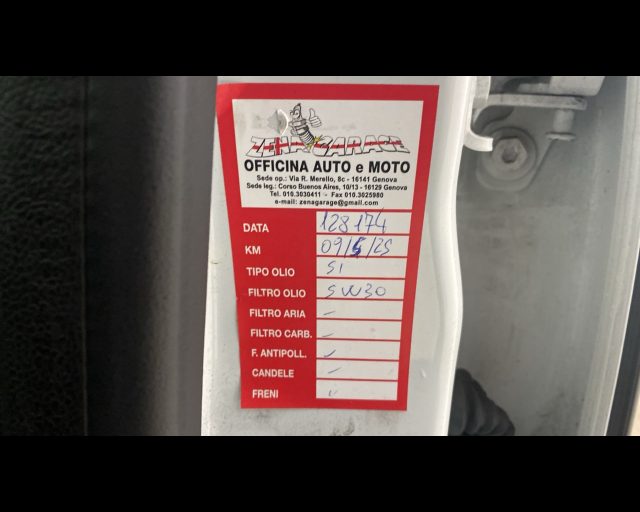 ZENA GARAGE
OFFICINA AUTO e MOTO
Sede op.: Via R. Merello, 8c - 16141 Genova
Sede leg.: Corso Buenos Aires, 10/13 - 16129 Genova
Tel. 010.3030411 - Fax 010.3025980
e-mail: zenagarage@gmail.com
DATA 128174
KM 09/5/25
TIPO OLIO SI
FILTRO OLIO 5W30
FILTRO ARIA –
FILTRO CARB. –
F. ANTIPOLL. ✓
CANDELE –
FRENI